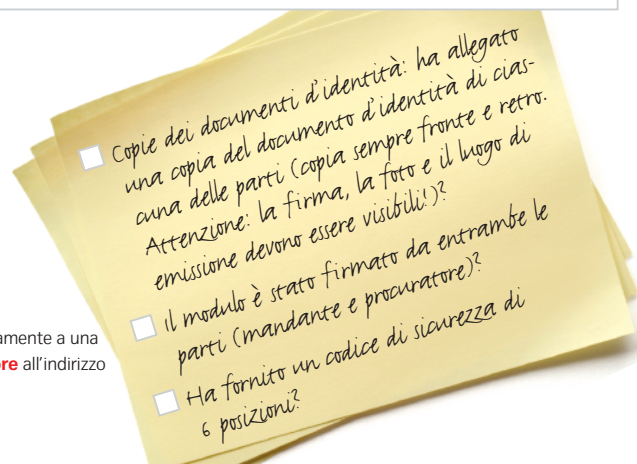 Copie dei documenti d'identità: ha allegato
una copia del documento d'identità di cias-
cuna delle parti (copia sempre fronte e retro.
Attenzione: la firma, la foto e il luogo di
emissione devono essere visibili!)?
Il modulo è stato firmato da entrambe le
parti (mandante e procuratore)?
Ha fornito un codice di sicurezza di
6 posizioni?
amente a una
re all'indirizzo